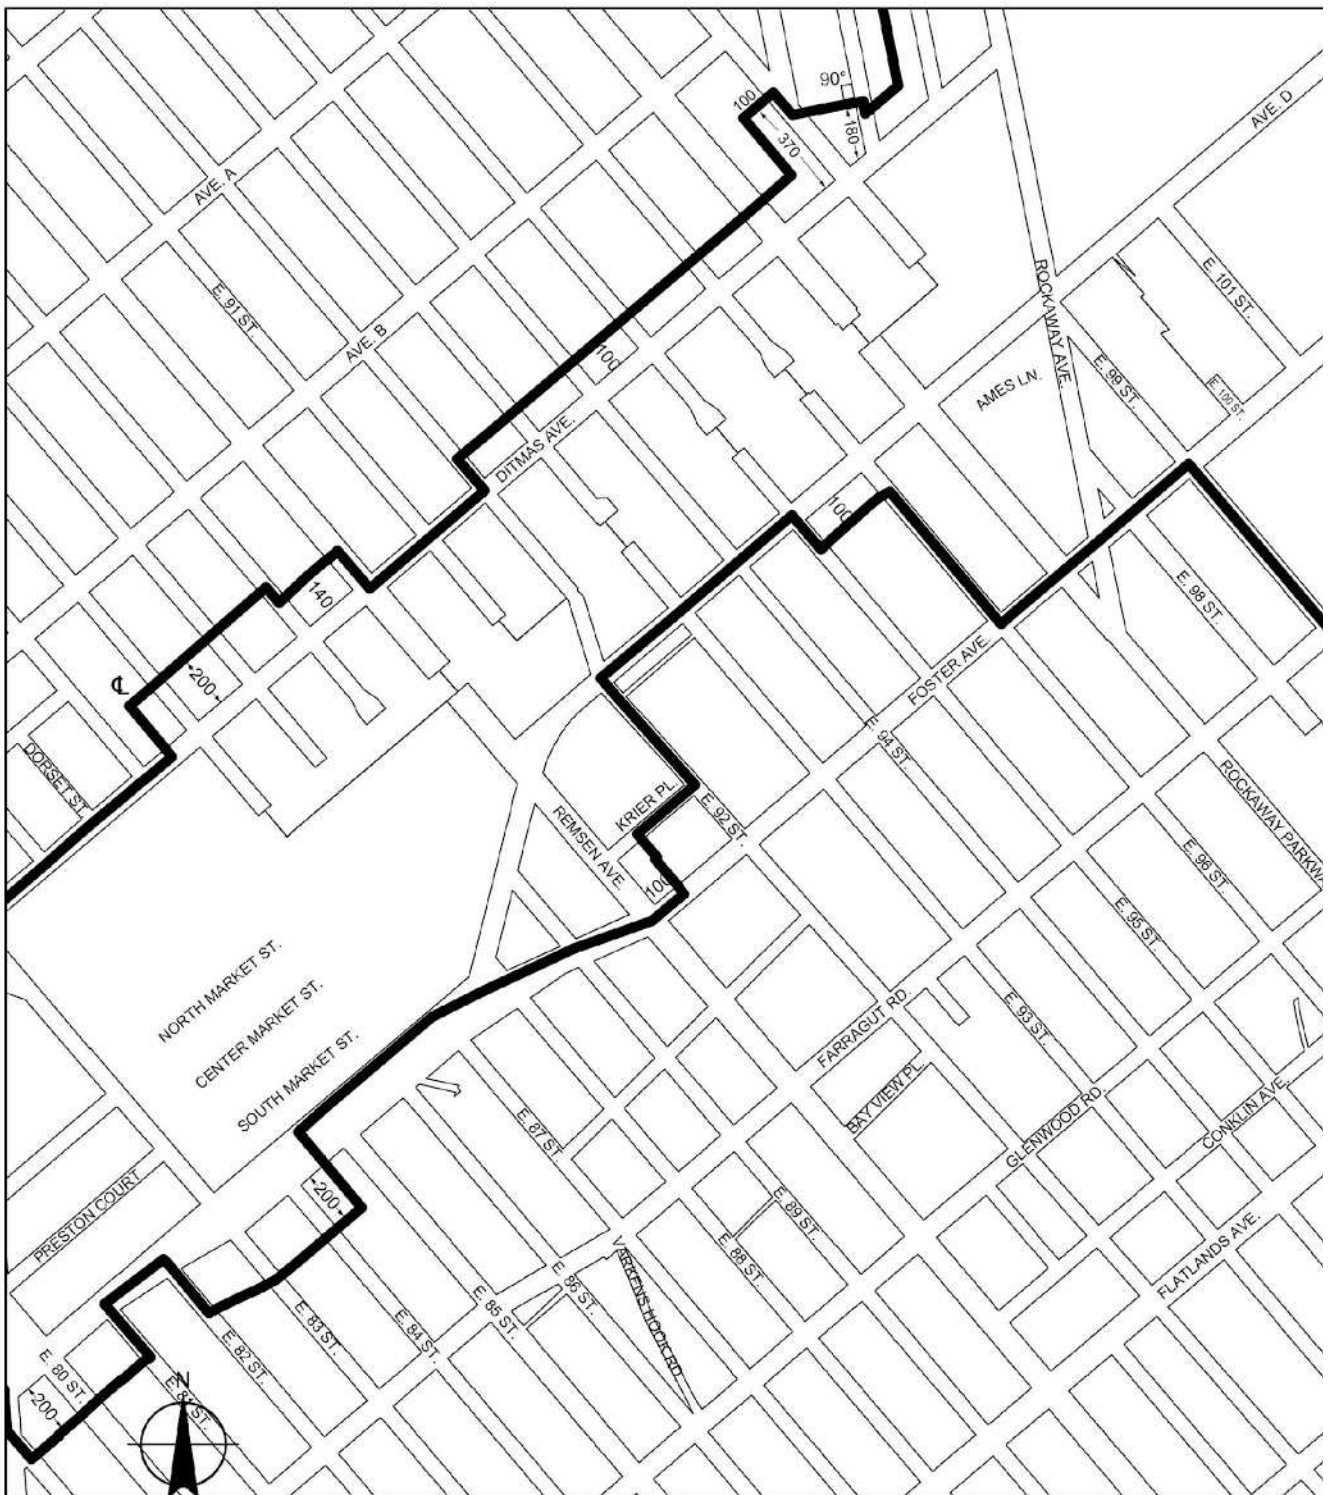 90°
100
180
370
AVE. D
AVE. A
E. 91 ST.
AVE. B
ROCKAWAY AVE.
E. 101 ST.
100
AMES LN.
E. 99 ST.
E. 100 ST.
DITMAS AVE.
100
140
E. 98 ST.
200
℄
FOSTER AVE.
DORSET ST.
E. 94 ST.
KRIER PL.
E. 92 ST.
REMSEN AVE.
ROCKAWAY PARKWA
100
E. 96 ST.
E. 95 ST.
NORTH MARKET ST.
CENTER MARKET ST.
SOUTH MARKET ST.
E. 93 ST.
FARRAGUT RD.
BAY VIEW PL.
GLENWOOD RD.
CONKLIN AVE.
E. 87 ST.
PRESTON COURT
200
E. 89 ST.
E. 88 ST.
FLATLANDS AVE.
VARKENS HOOK RD.
E. 86 ST.
E. 85 ST.
E. 84 ST.
E. 83 ST.
E. 82 ST.
E. 80 ST.
E. 81 ST.
200
N